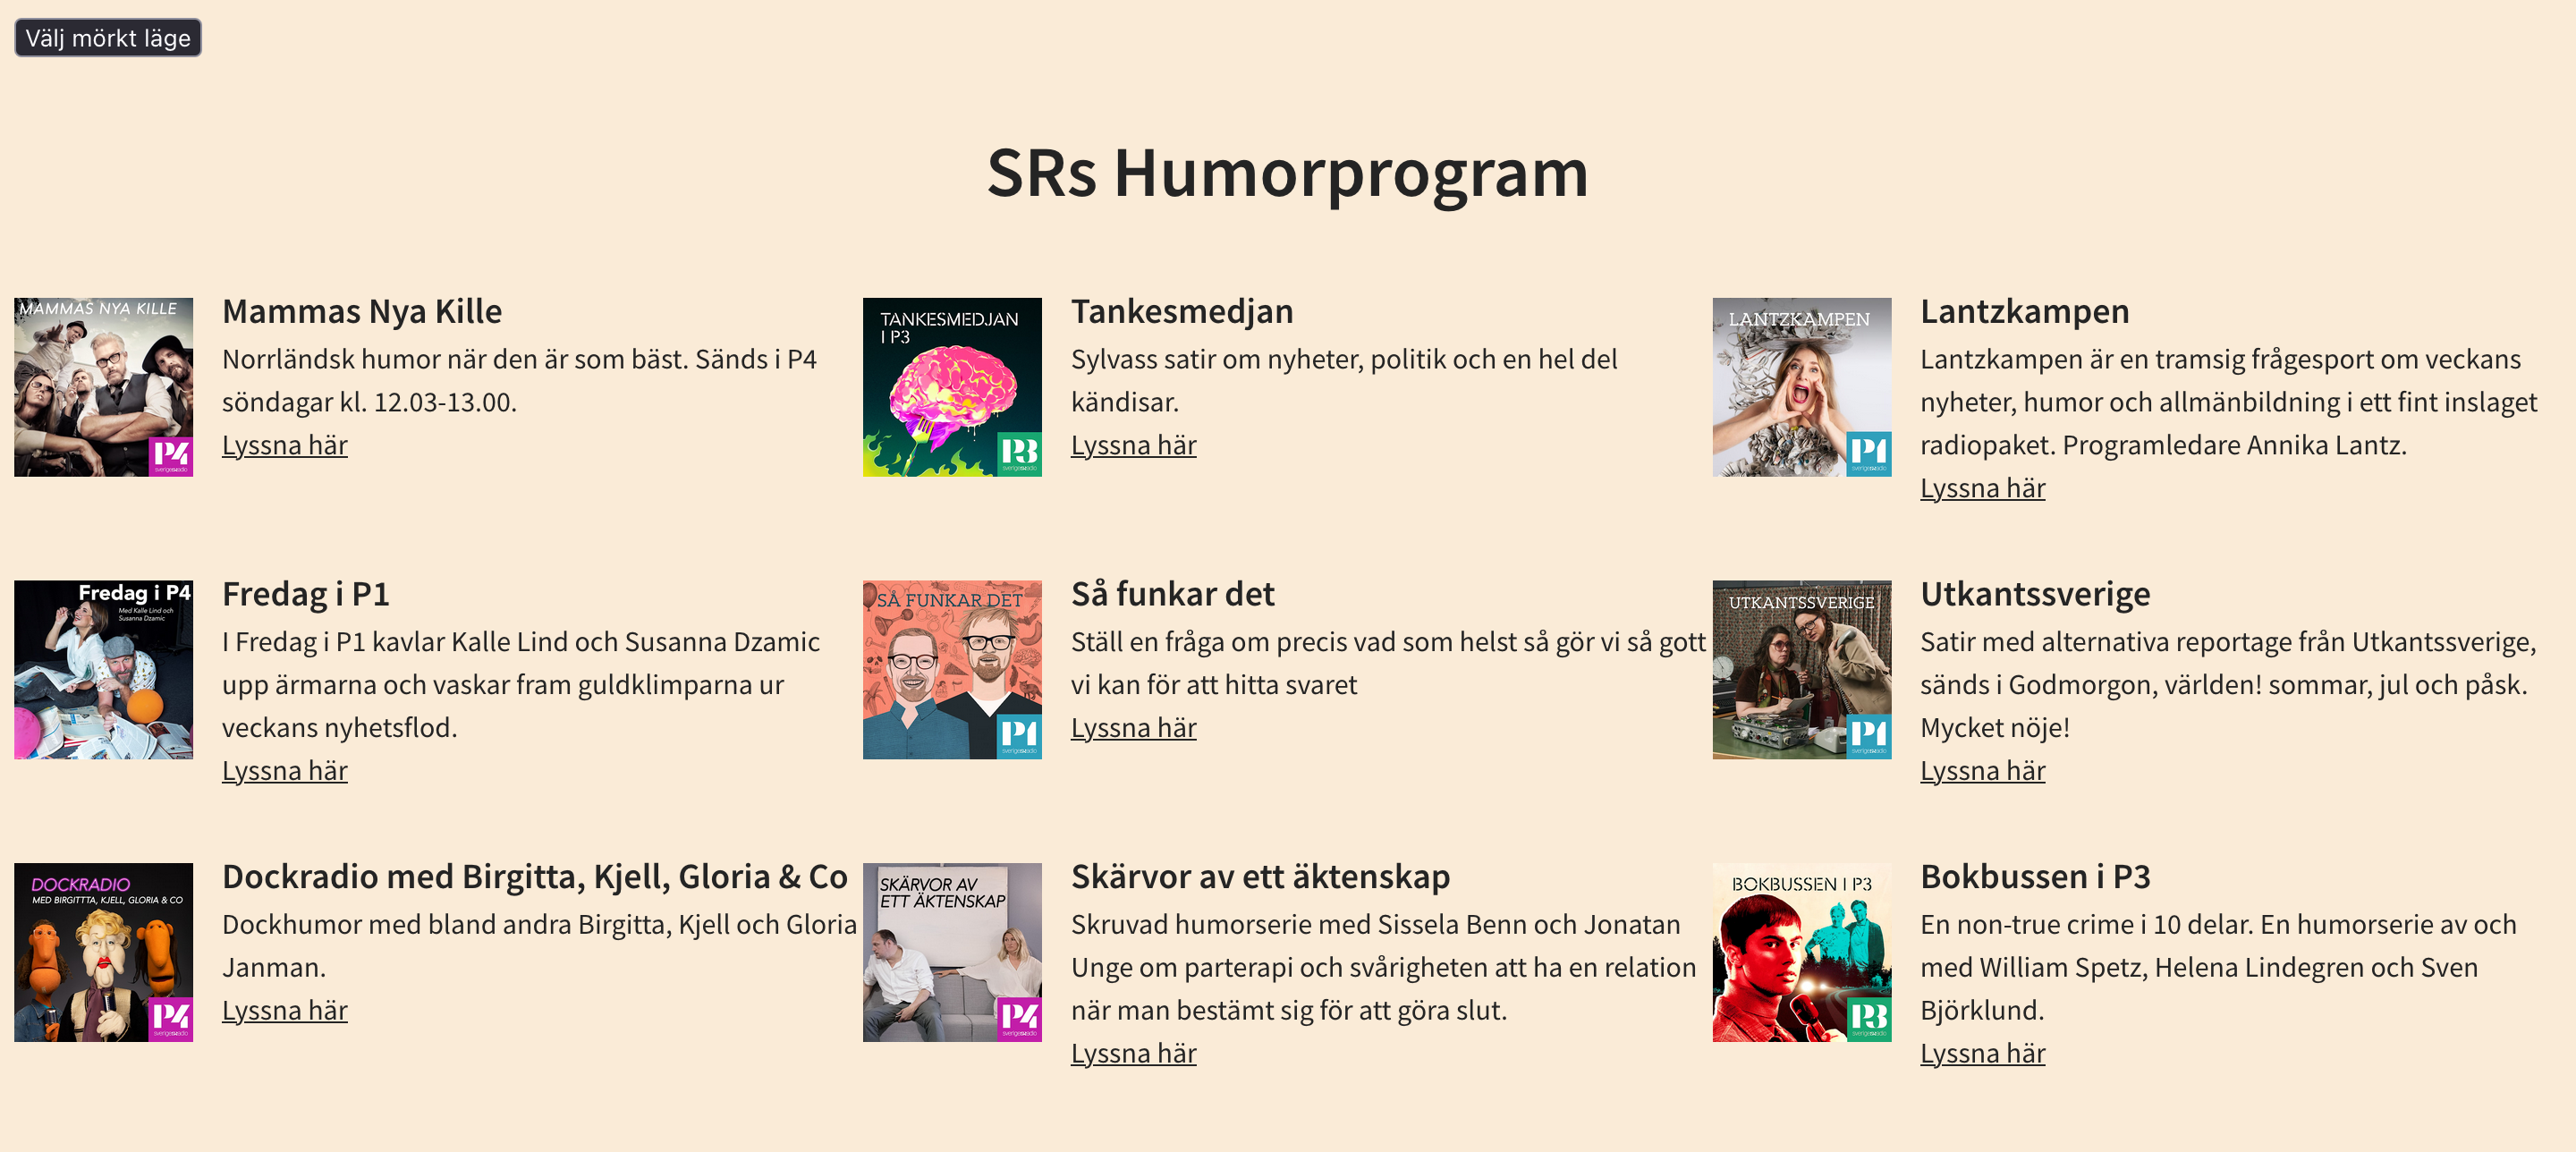 Välj mörkt läge
SRs Humorprogram
MAMMAS NYA KILLE
P4
Mammas Nya Kille
Norrländsk humor när den är som bäst. Sänds i P4
söndagar kl. 12.03-13.00.
Lyssna här
TANKESMEDJAN
I P3
P3
Tankesmedjan
Sylvass satir om nyheter, politik och en hel del
kändisar.
Lyssna här
LANTZKAMPEN
P1
Lantzkampen
Lantzkampen är en tramsig frågesport om veckans
nyheter, humor och allmänbildning i ett fint inslaget
radiopaket. Programledare Annika Lantz.
Lyssna här
Fredag i P4
Med Kalle Lind och
Susanna Dzamic
Fredag i P1
I Fredag i P1 kavlar Kalle Lind och Susanna Dzamic
upp ärmarna och vaskar fram guldklimparna ur
veckans nyhetsflod.
Lyssna här
SÅ FUNKAR DET
P1
Så funkar det
Ställ en fråga om precis vad som helst så gör vi så gott
vi kan för att hitta svaret
Lyssna här
UTKANTSSVERIGE
P1
Utkantssverige
Satir med alternativa reportage från Utkantssverige,
sänds i Godmorgon, världen! sommar, jul och påsk.
Mycket nöje!
Lyssna här
DOCKRADIO
MED BIRGITTTA, KJELL, GLORIA & CO
P4
Dockradio med Birgitta, Kjell, Gloria & Co
Dockhumor med bland andra Birgitta, Kjell och Gloria
Janman.
Lyssna här
SKÄRVOR AV
ETT ÄKTENSKAP
P4
Skärvor av ett äktenskap
Skruvad humorserie med Sissela Benn och Jonatan
Unge om parterapi och svårigheten att ha en relation
när man bestämt sig för att göra slut.
Lyssna här
BOKBUSSEN I P3
P3
Bokbussen i P3
En non-true crime i 10 delar. En humorserie av och
med William Spetz, Helena Lindegren och Sven
Björklund.
Lyssna här